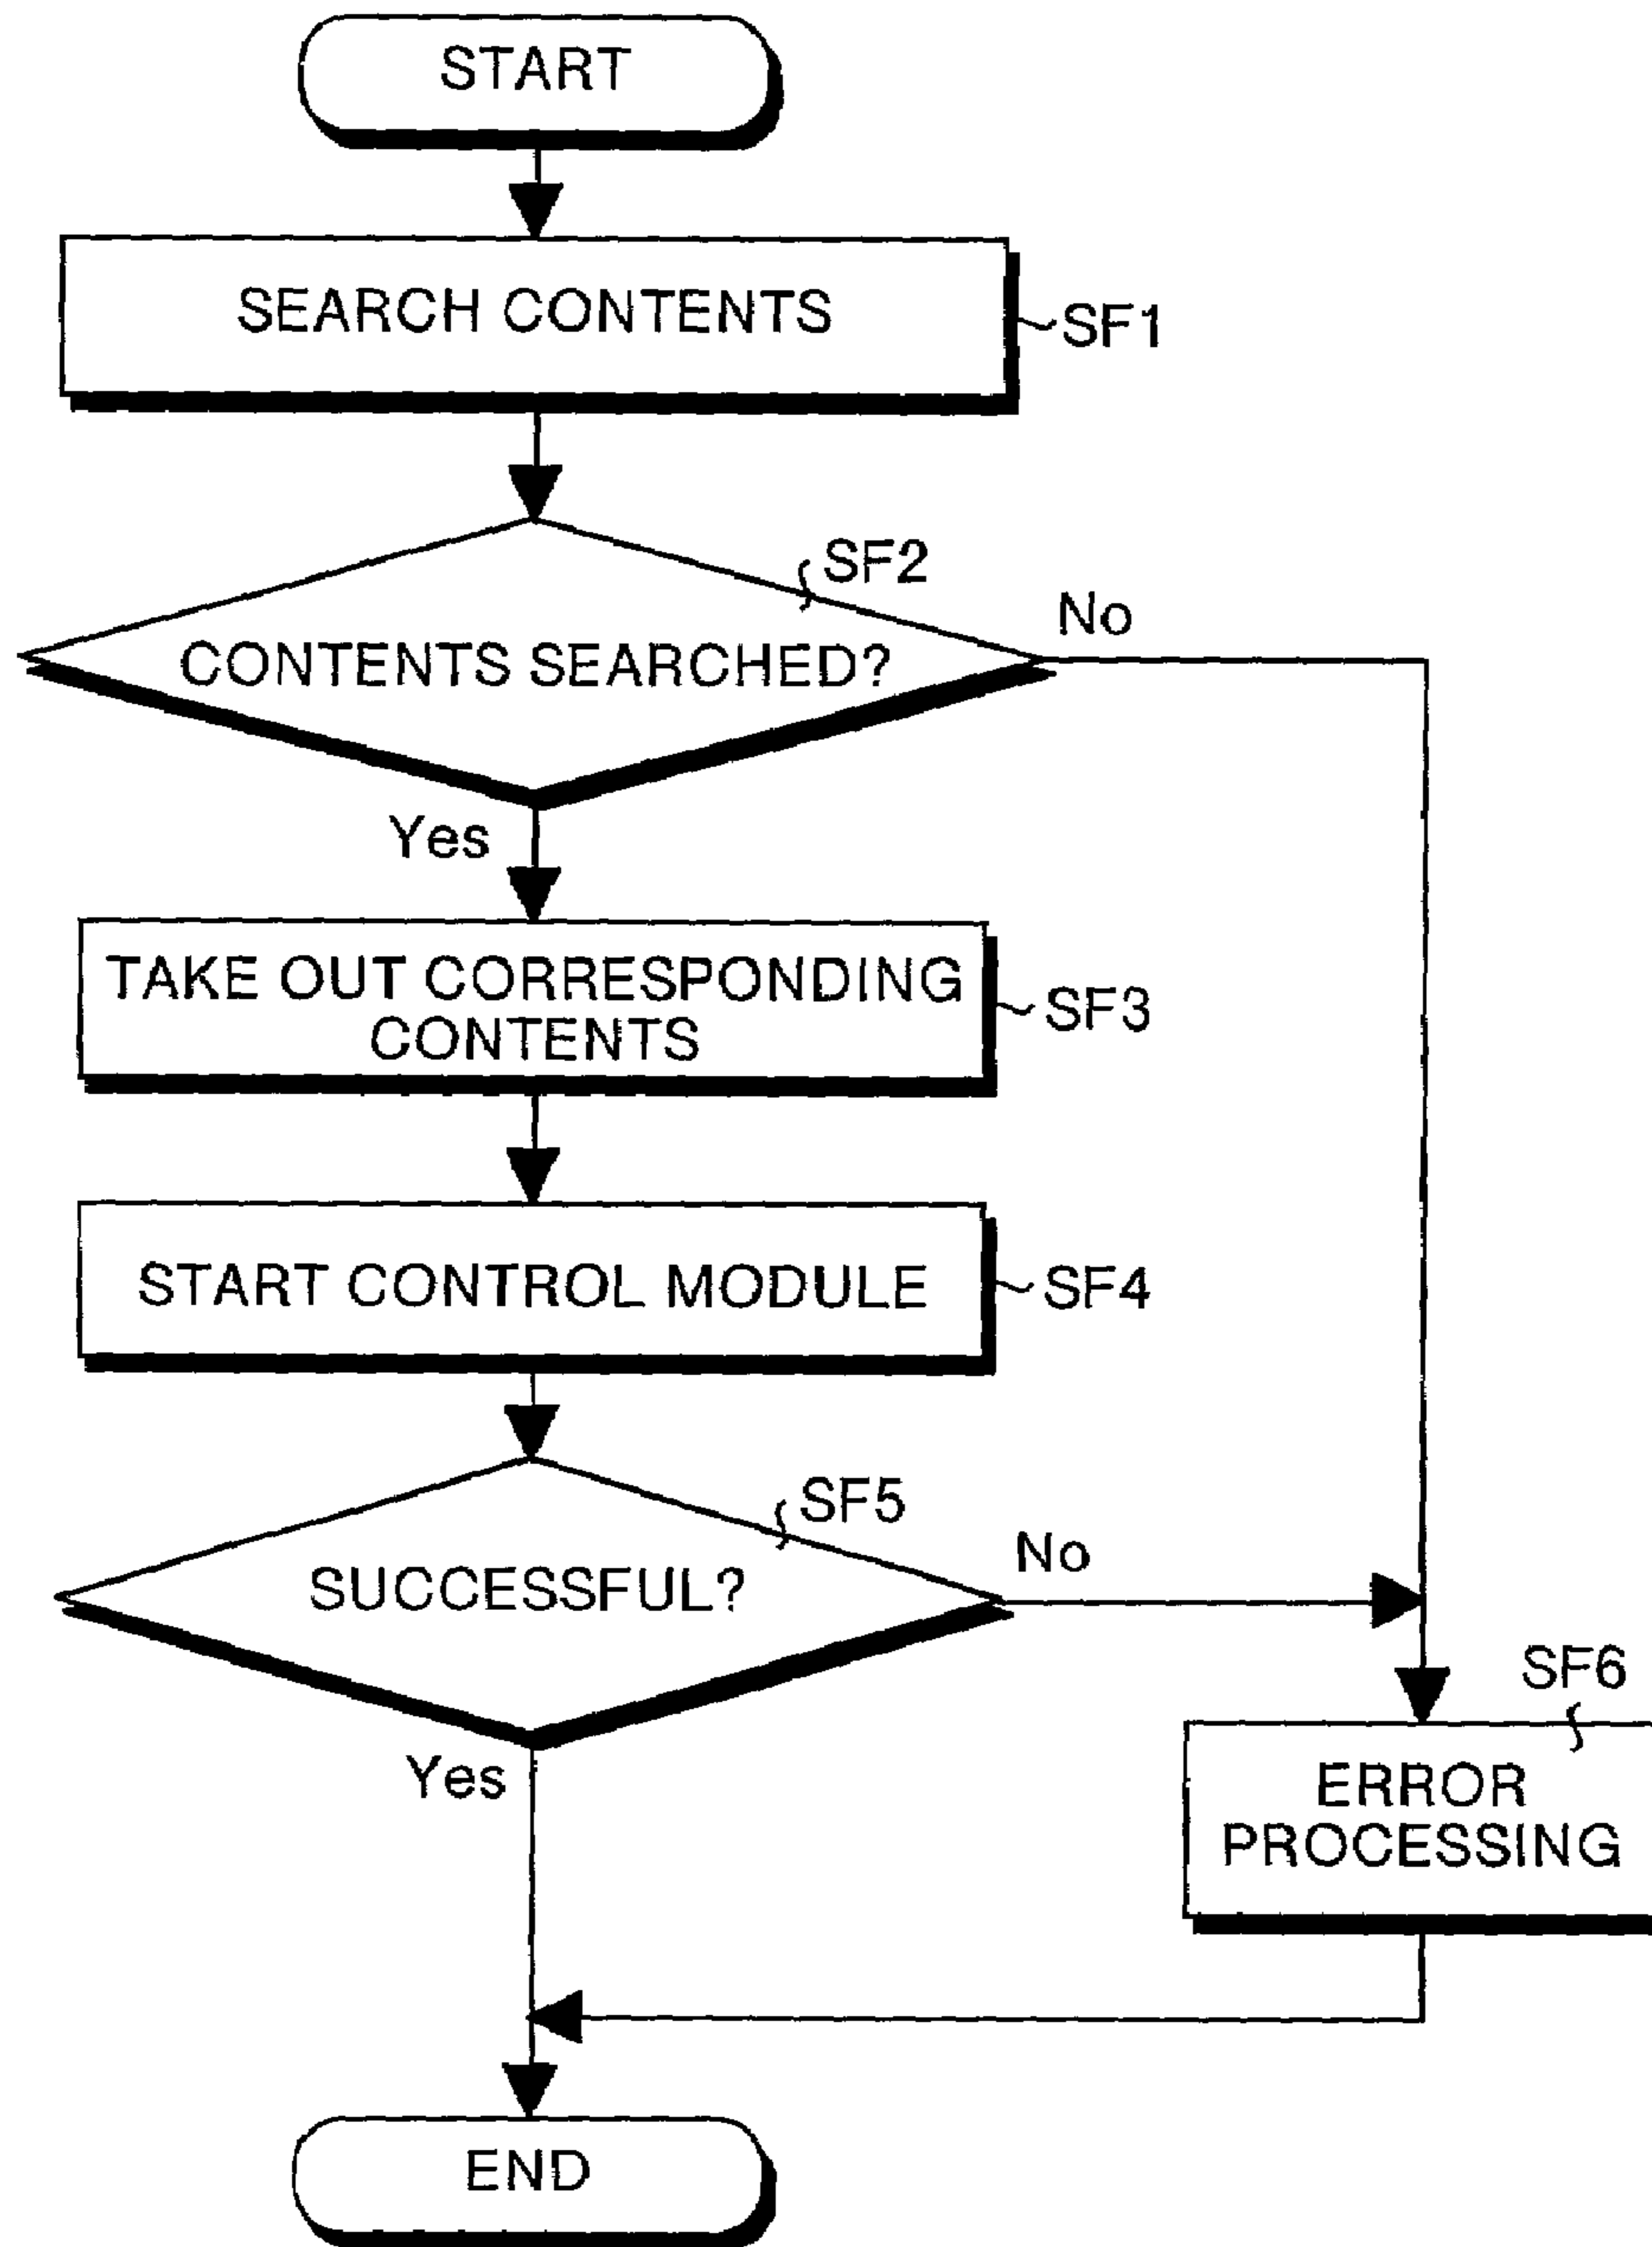 START
SEARCH CONTENTS
SF1
SF2
No
CONTENTS SEARCHED?
Yes
TAKE OUT CORRESPONDING
CONTENTS
SF3
START CONTROL MODULE
SF4
SF5
No
SUCCESSFUL?
SF6
Yes
ERROR
PROCESSING
END